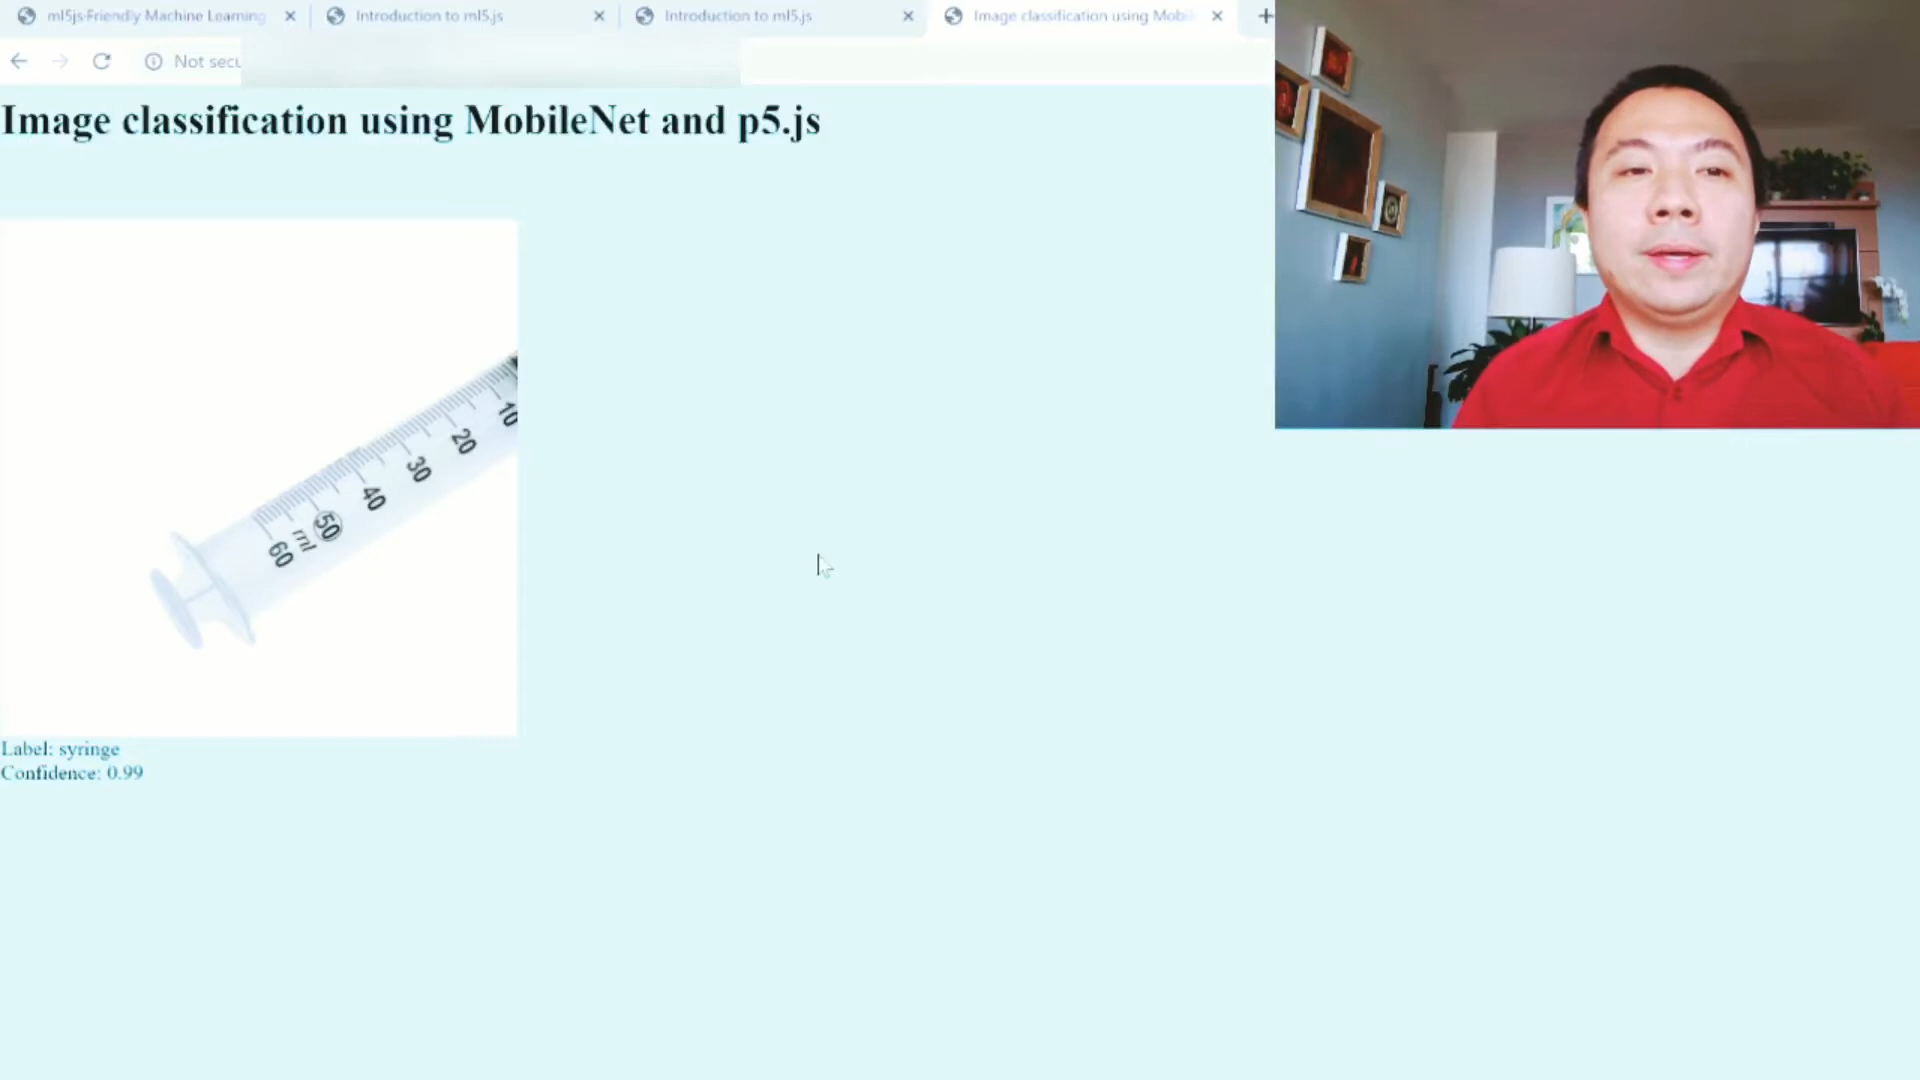 ml5js·Friendly Machine Learning
Introduction to ml5.js
Introduction to ml5.js
Image classification using Mobil
Not secu
Image classification using MobileNet and p5.js
10
20
30
40
50
ml
60
Label: syringe
Confidence: 0.99